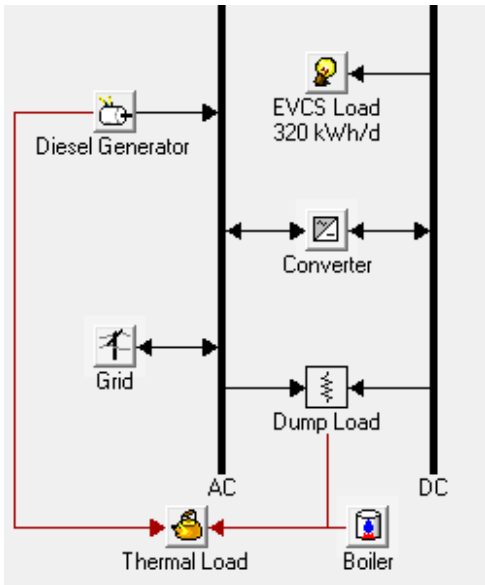 EVCS Load
320 kWh/d
Diesel Generator
Converter
Grid
Dump Load
AC
DC
Thermal Load
Boiler